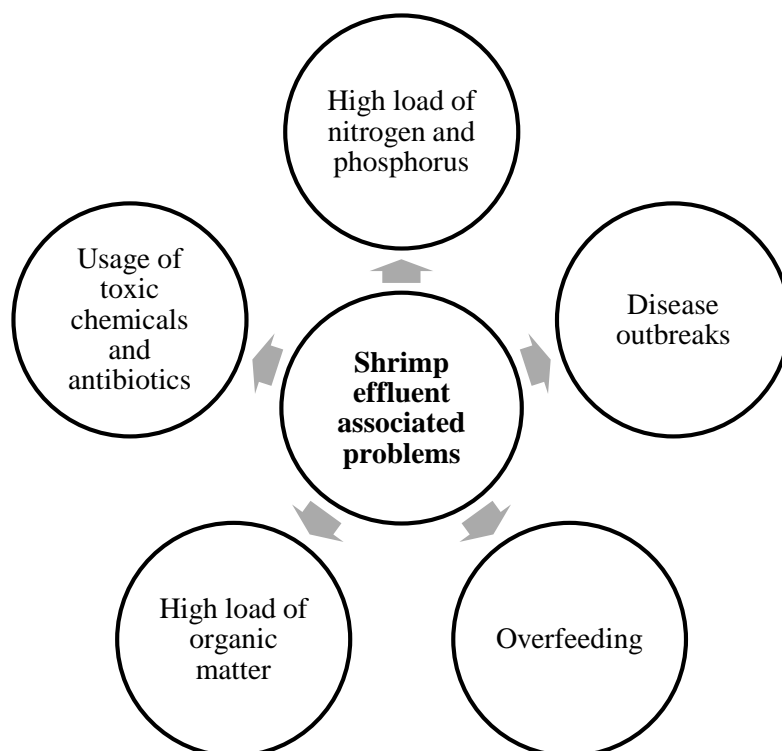 High load of
nitrogen and
phosphorus
Usage of
toxic
chemicals
and
antibiotics
Disease
outbreaks
Shrimp
effluent
associated
problems
High load of
organic
matter
Overfeeding